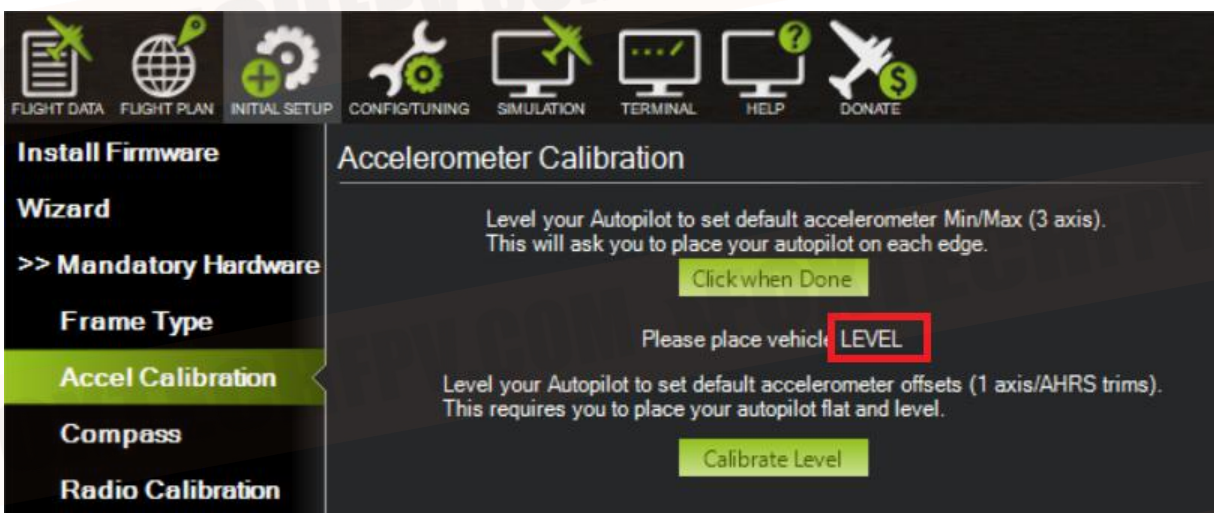 FLIGHT DATA FLIGHT PLAN INITIAL SETUP CONFIG/TUNING SIMULATION TERMINAL HELP DONATE
Install Firmware
Wizard
>> Mandatory Hardware
Frame Type
Accel Calibration
Compass
Radio Calibration
Accelerometer Calibration
Level your Autopilot to set default accelerometer Min/Max (3 axis).
This will ask you to place your autopilot on each edge.
Click when Done
Please place vehicle LEVEL
Level your Autopilot to set default accelerometer offsets (1 axis/AHRS trims).
This requires you to place your autopilot flat and level.
Calibrate Level